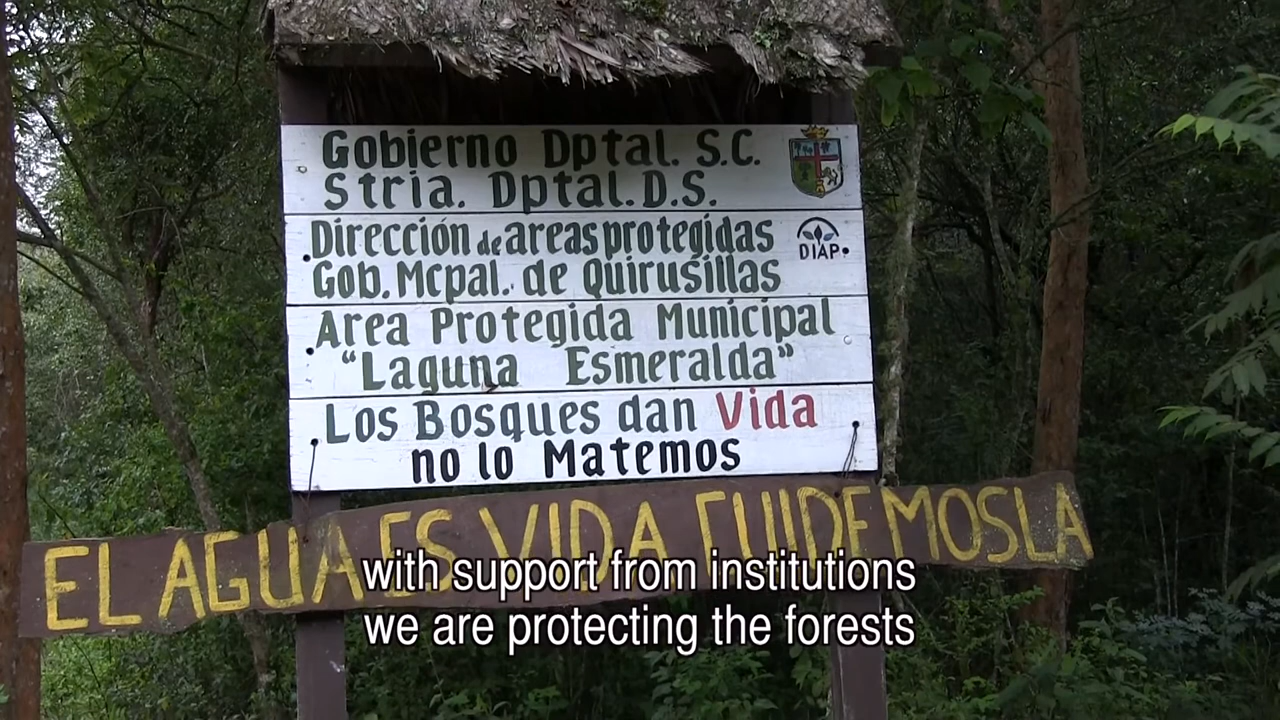 Gobierno Dptal. S.C.
Stria. Dptal. D.S.
Dirección de areas protegidas
DIAP.
Gob. Mcpal. de Quirusillas
Area Protegida Municipal
"Laguna Esmeralda"
Los Bosques dan Vida
no lo Matemos
EL AGUA ES VIDA CUIDEMOSLA
with support from institutions
we are protecting the forests